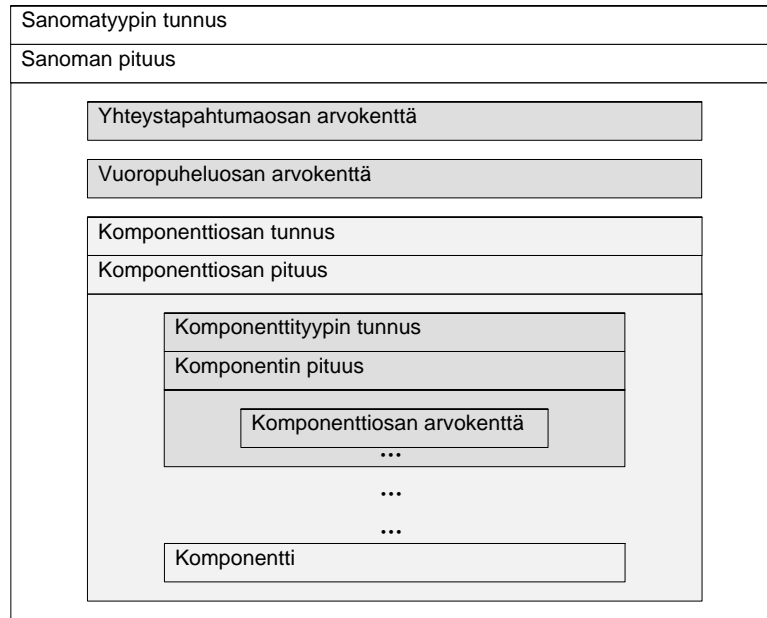 Sanomatyypin tunnus
Sanoman pituus
Yhteystapahtumaosan arvokenttä
Vuoropuheluosan arvokenttä
Komponenttiosan tunnus
Komponenttiosan pituus
Komponenttityypin tunnus
Komponentin pituus
Komponenttiosan arvokenttä
...
...
...
Komponentti